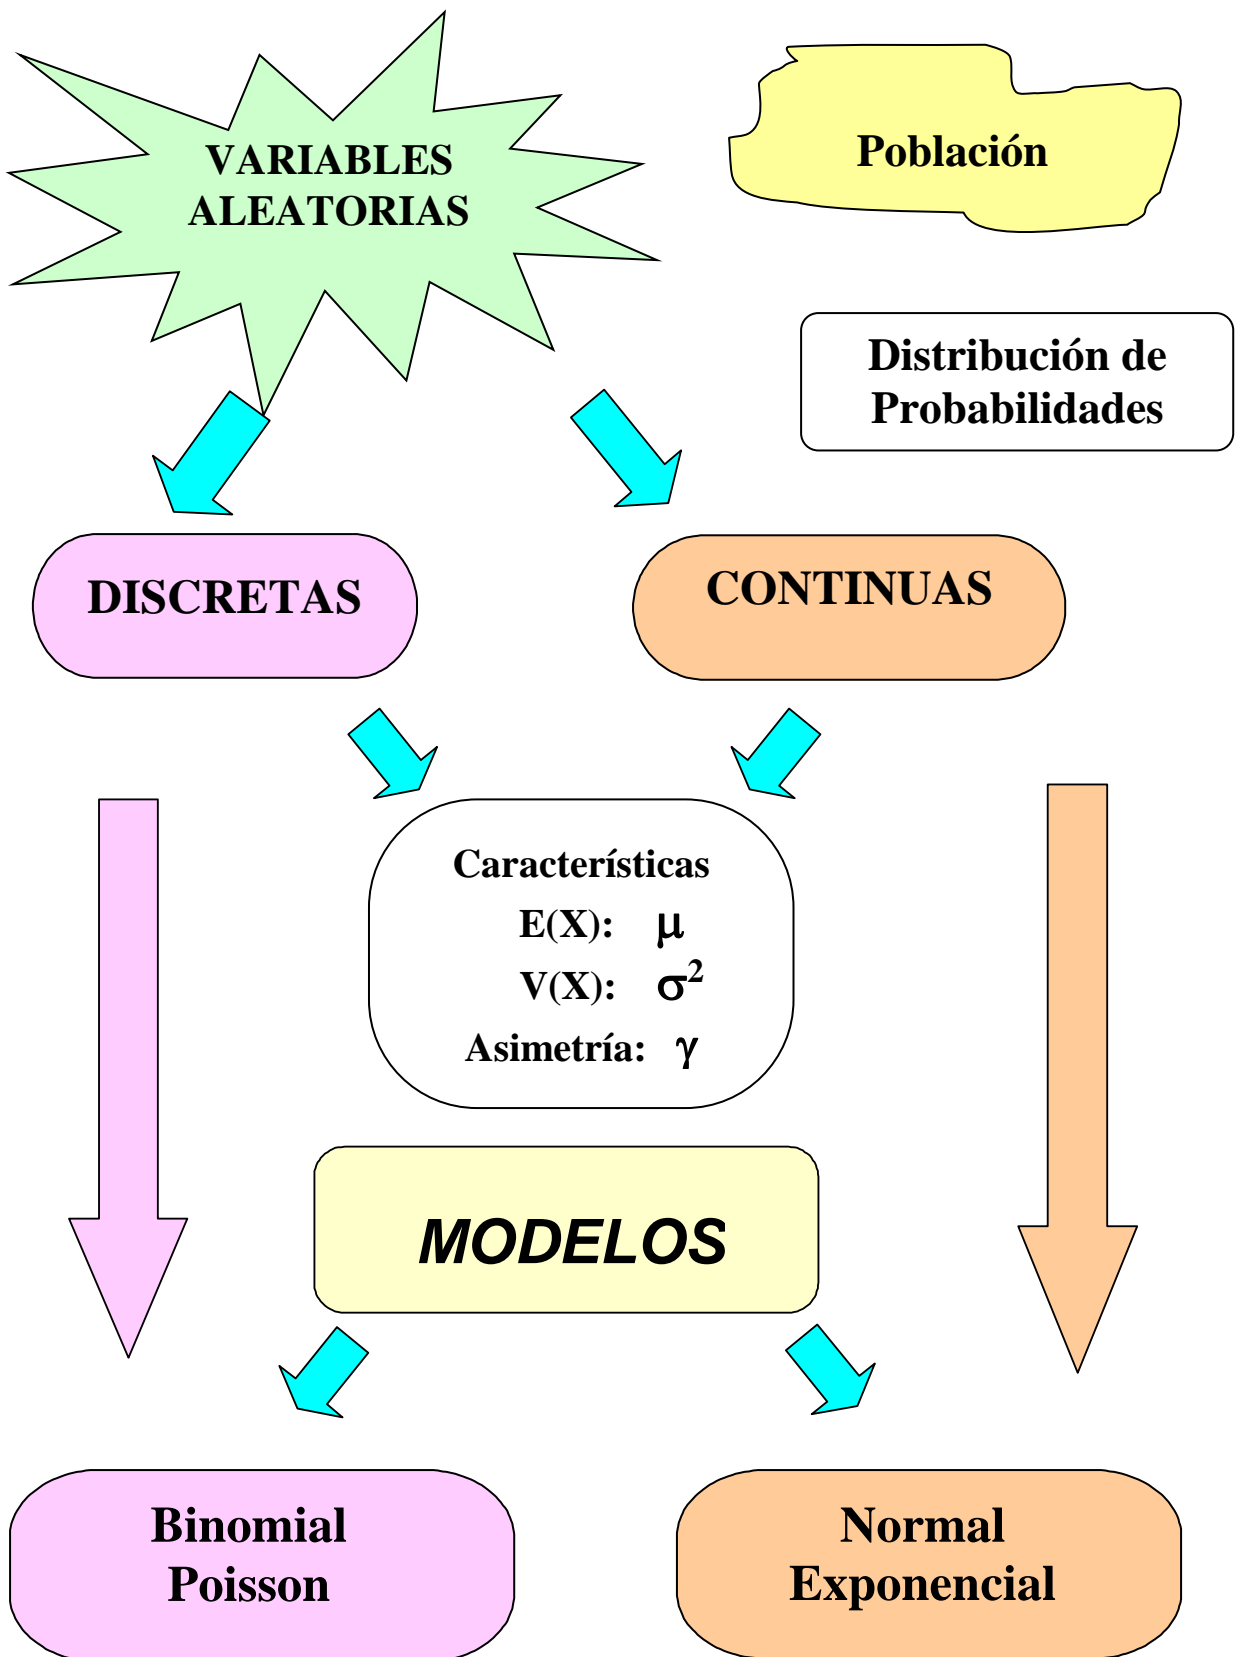 VARIABLES
ALEATORIAS
Población
Distribución de
Probabilidades
DISCRETAS
CONTINUAS
Características
E(X): μ
V(X): σ²
Asimetría: γ
MODELOS
Binomial
Poisson
Normal
Exponencial